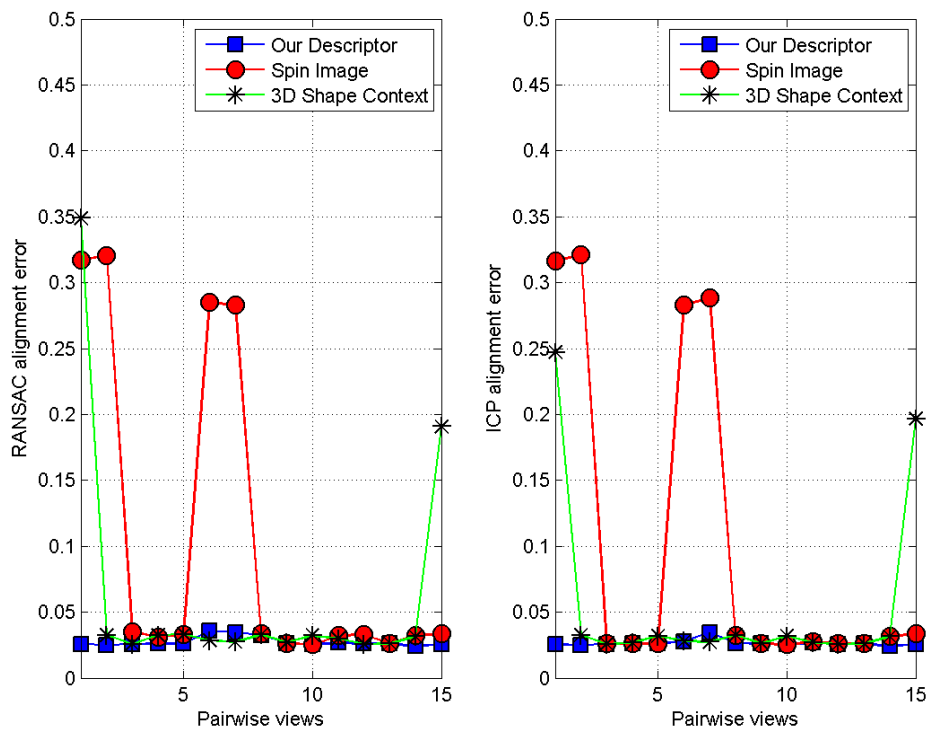 0.5
0.45
0.4
0.35
0.3
0.25
0.2
0.15
0.1
0.05
0
5
10
15
RANSAC alignment error
Pairwise views
Our Descriptor
Spin Image
3D Shape Context
0.5
0.45
0.4
0.35
0.3
0.25
0.2
0.15
0.1
0.05
0
5
10
15
ICP alignment error
Pairwise views
Our Descriptor
Spin Image
3D Shape Context